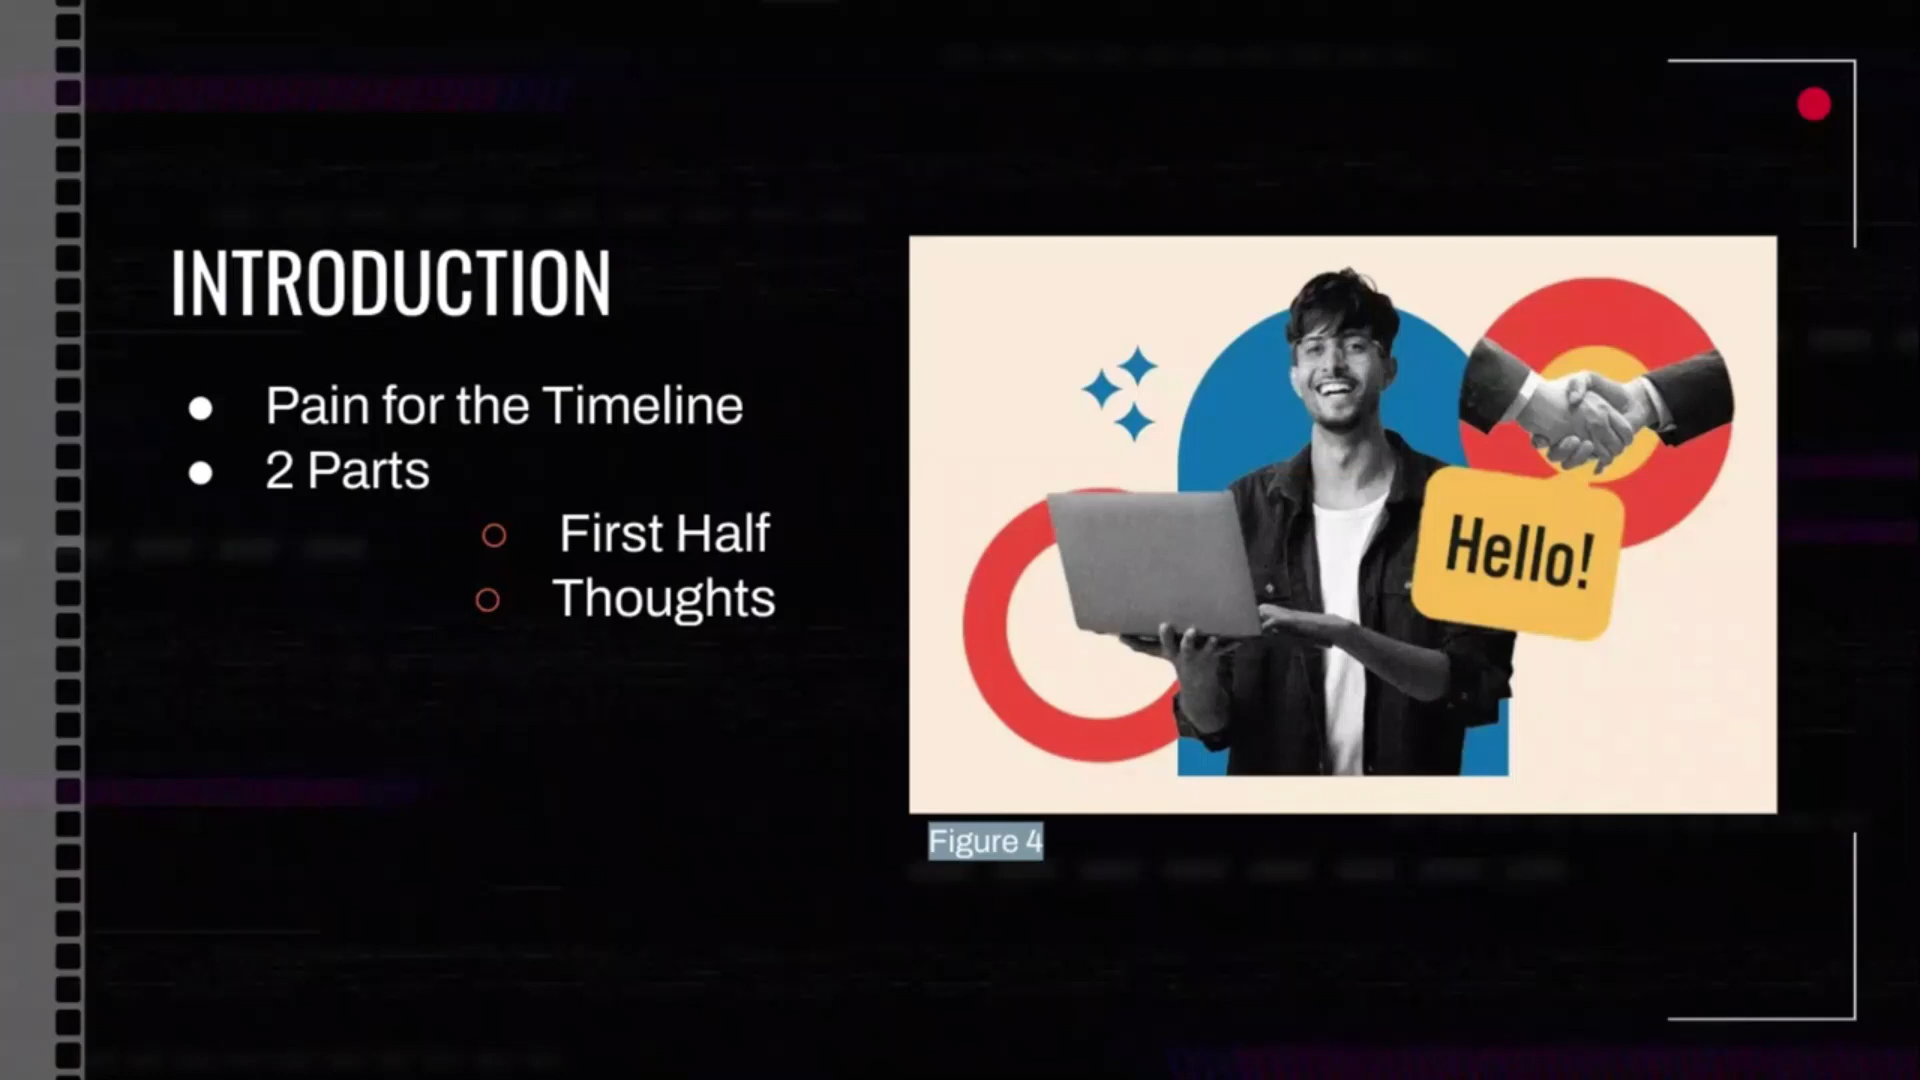 INTRODUCTION
Pain for the Timeline
2 Parts
First Half
Thoughts
Hello!
Figure 4